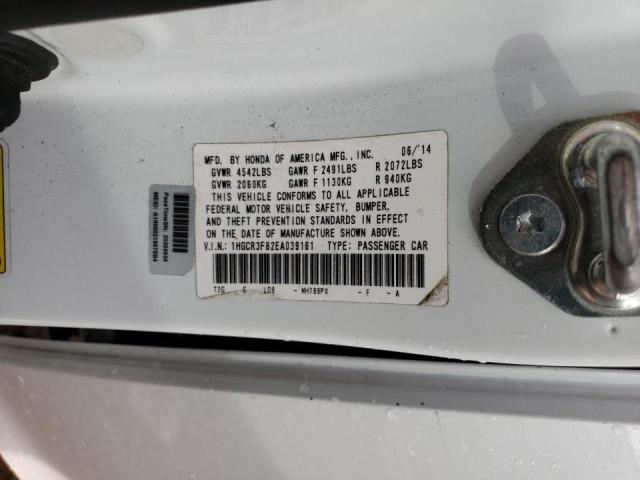 MFD. BY HONDA OF AMERICA MFG., INC. 06/'14
GVWR 4542LBS GAWR F 2491LBS R 2072LBS
GVWR 2060KG GAWR F 1130KG R 940KG
THIS VEHICLE CONFORMS TO ALL APPLICABLE
FEDERAL MOTOR VEHICLE SAFETY, BUMPER,
AND THEFT PREVENTION STANDARDS IN EFFECT
ON THE DATE OF MANUFACTURE SHOWN ABOVE.
V.I.N.: 1HGCR3F82EA039161 TYPE: PASSENGER CAR
T2G E LD8 - NH788PX - F - A